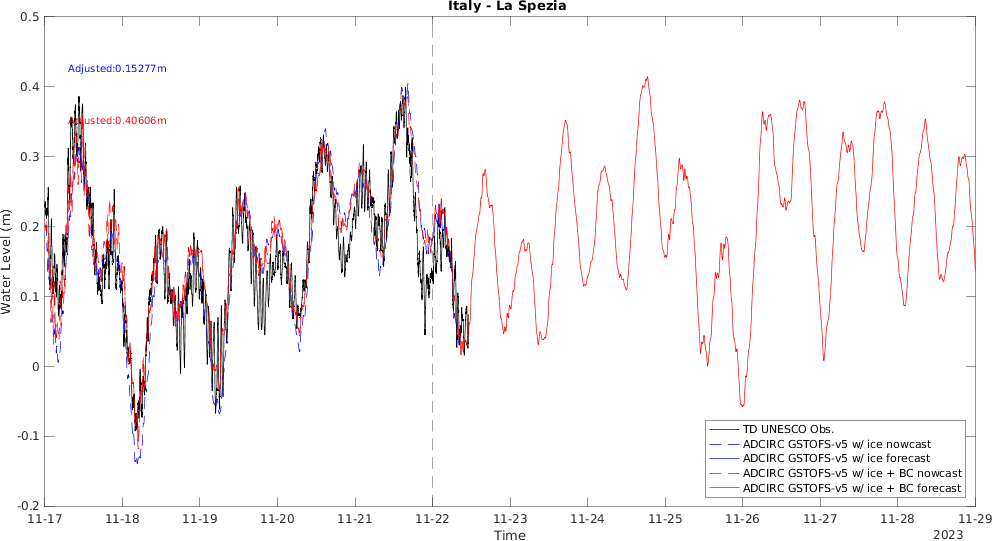 Italy - La Spezia
0.5
0.4
0.3
0.2
0.1
0
-0.1
-0.2
Water Level (m)
Adjusted:0.15277m
Adjusted:0.40606m
TD UNESCO Obs.
ADCIRC GSTOFS-v5 w/ ice nowcast
ADCIRC GSTOFS-v5 w/ ice forecast
ADCIRC GSTOFS-v5 w/ ice + BC nowcast
ADCIRC GSTOFS-v5 w/ ice + BC forecast
11-17 11-18 11-19 11-20 11-21 11-22 11-23 11-24 11-25 11-26 11-27 11-28 11-29
Time
2023